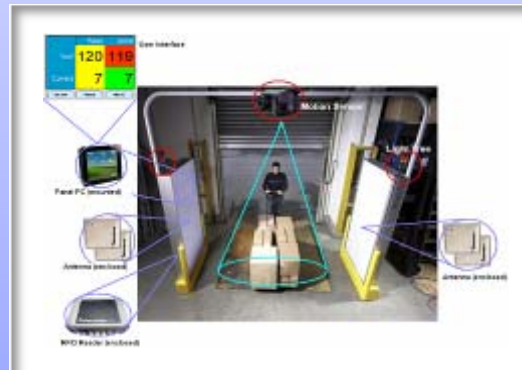 User Interface
120 119
7 7
Motion Sensor
Light Tree
Panel PC (mounted)
Antenna (enclosed)
Antenna (enclosed)
RFID Reader (enclosed)